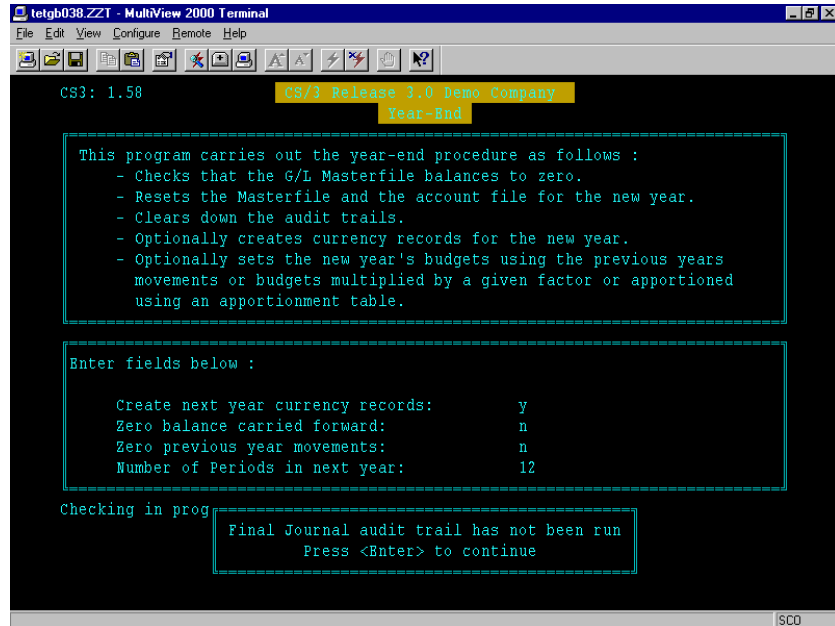 tetgb038.ZZT - MultiView 2000 Terminal
File Edit View Configure Remote Help
CS3: 1.58
CS/3 Release 3.0 Demo Company
Year-End
This program carries out the year-end procedure as follows :
- Checks that the G/L Masterfile balances to zero.
- Resets the Masterfile and the account file for the new year.
- Clears down the audit trails.
- Optionally creates currency records for the new year.
- Optionally sets the new year's budgets using the previous years
movements or budgets multiplied by a given factor or apportioned
using an apportionment table.
Enter fields below :
Create next year currency records: y
Zero balance carried forward: n
Zero previous year movements: n
Number of Periods in next year: 12
Checking in prog
Final Journal audit trail has not been run
Press <Enter> to continue
SCO